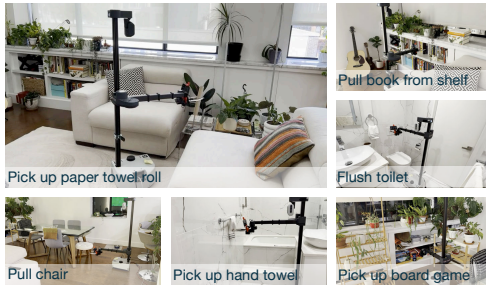 Pick up paper towel roll
Pull book from shelf
Flush toilet
Pull chair
Pick up hand towel
Pick up board game